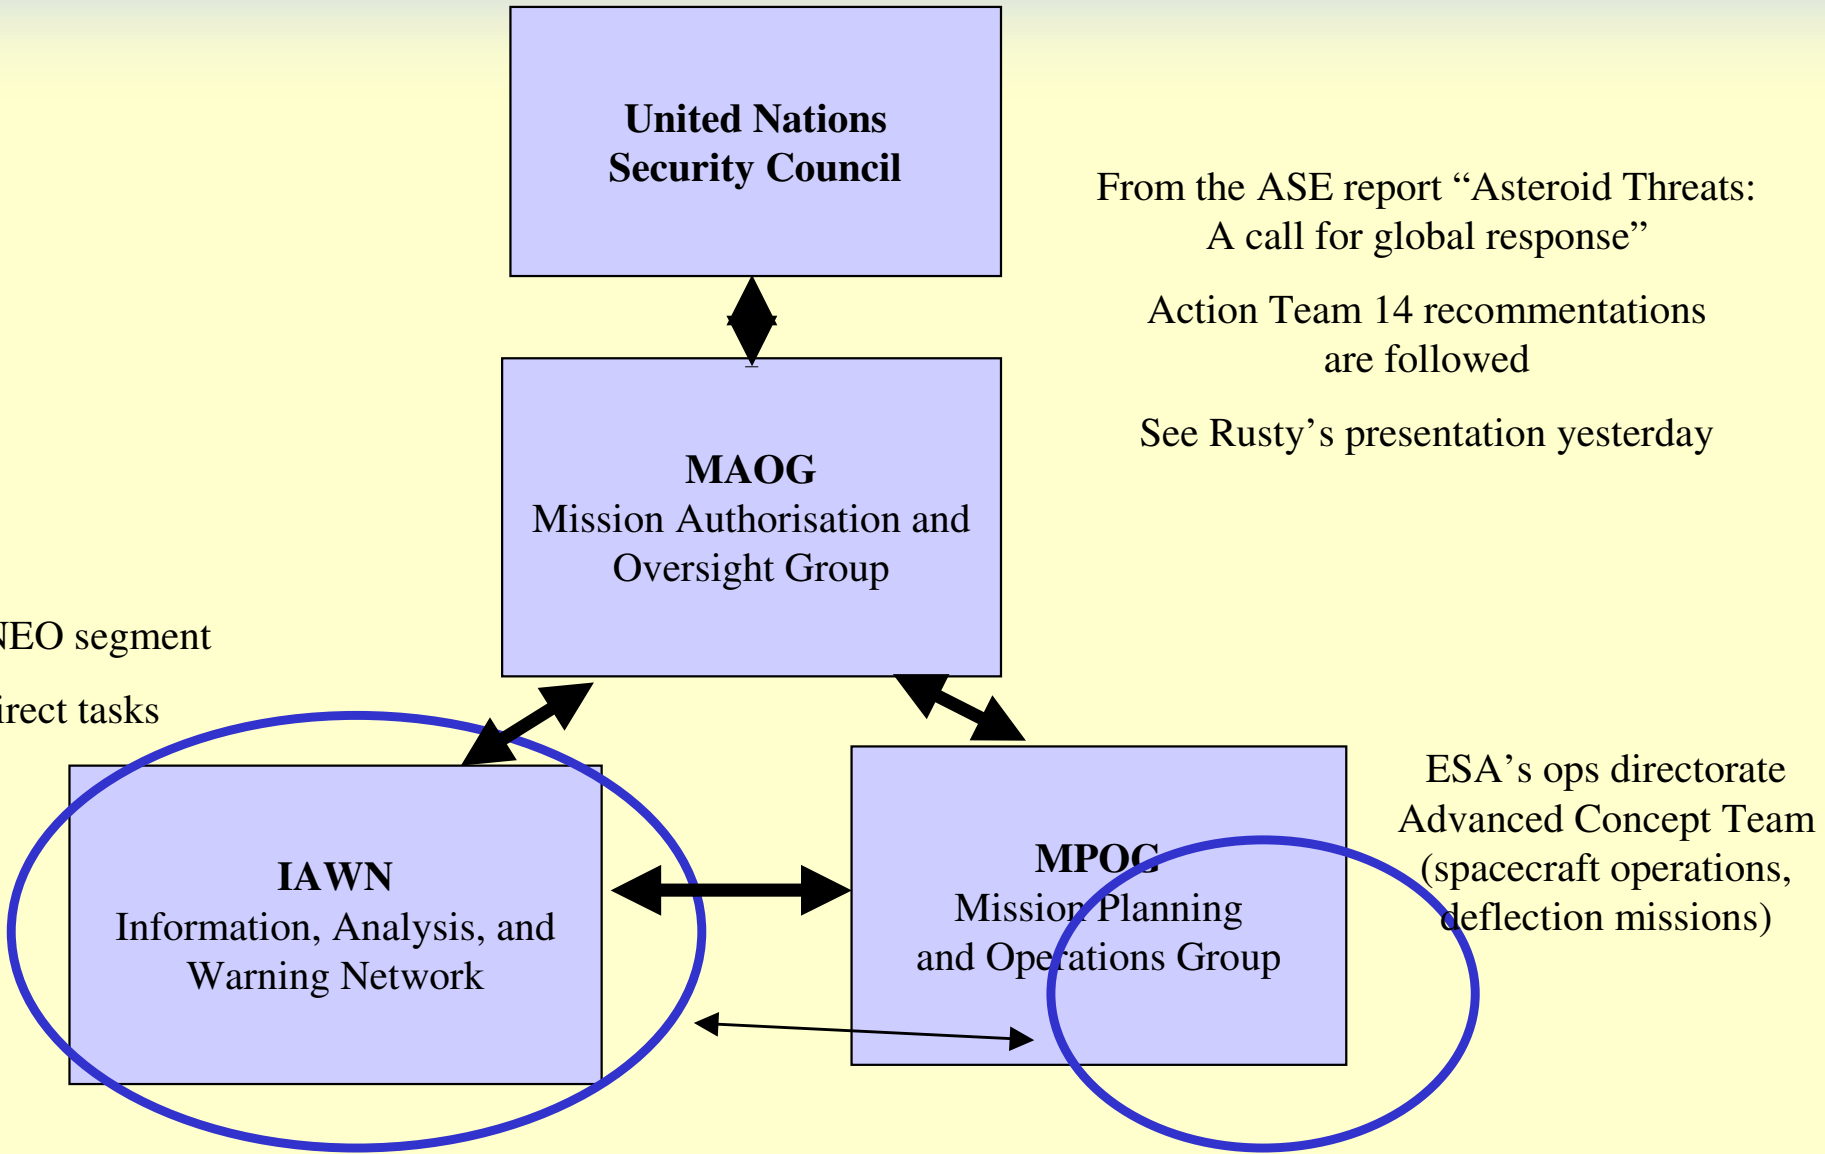 United Nations
Security Council
From the ASE report “Asteroid Threats:
A call for global response”
Action Team 14 recommentations
are followed
See Rusty’s presentation yesterday
MAOG
Mission Authorisation and
Oversight Group
NEO segment
irect tasks
IAWN
Information, Analysis, and
Warning Network
MPOG
Mission Planning
and Operations Group
ESA’s ops directorate
Advanced Concept Team
(spacecraft operations,
deflection missions)